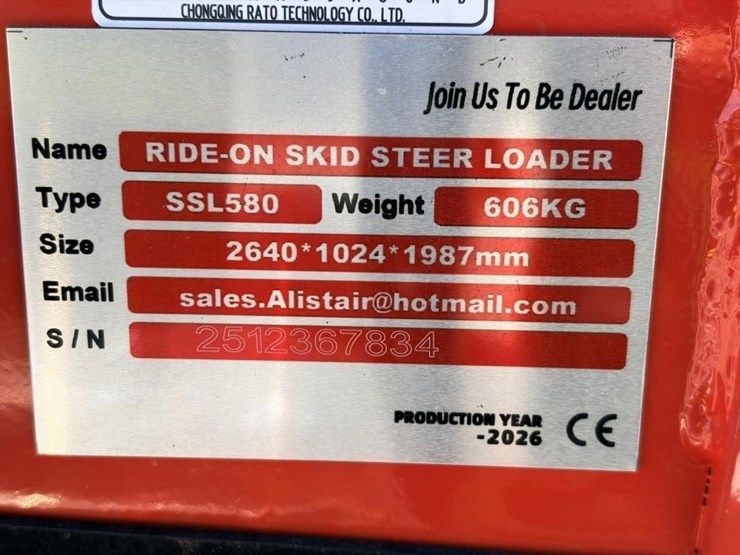 CHONGQING RATO TECHNOLOGY CO., LTD.
Join Us To Be Dealer
Name RIDE-ON SKID STEER LOADER
Type SSL580 Weight 606KG
Size 2640*1024*1987mm
Email sales.Alistair@hotmail.com
S/N 2512367834
PRODUCTION YEAR
-2026 CE